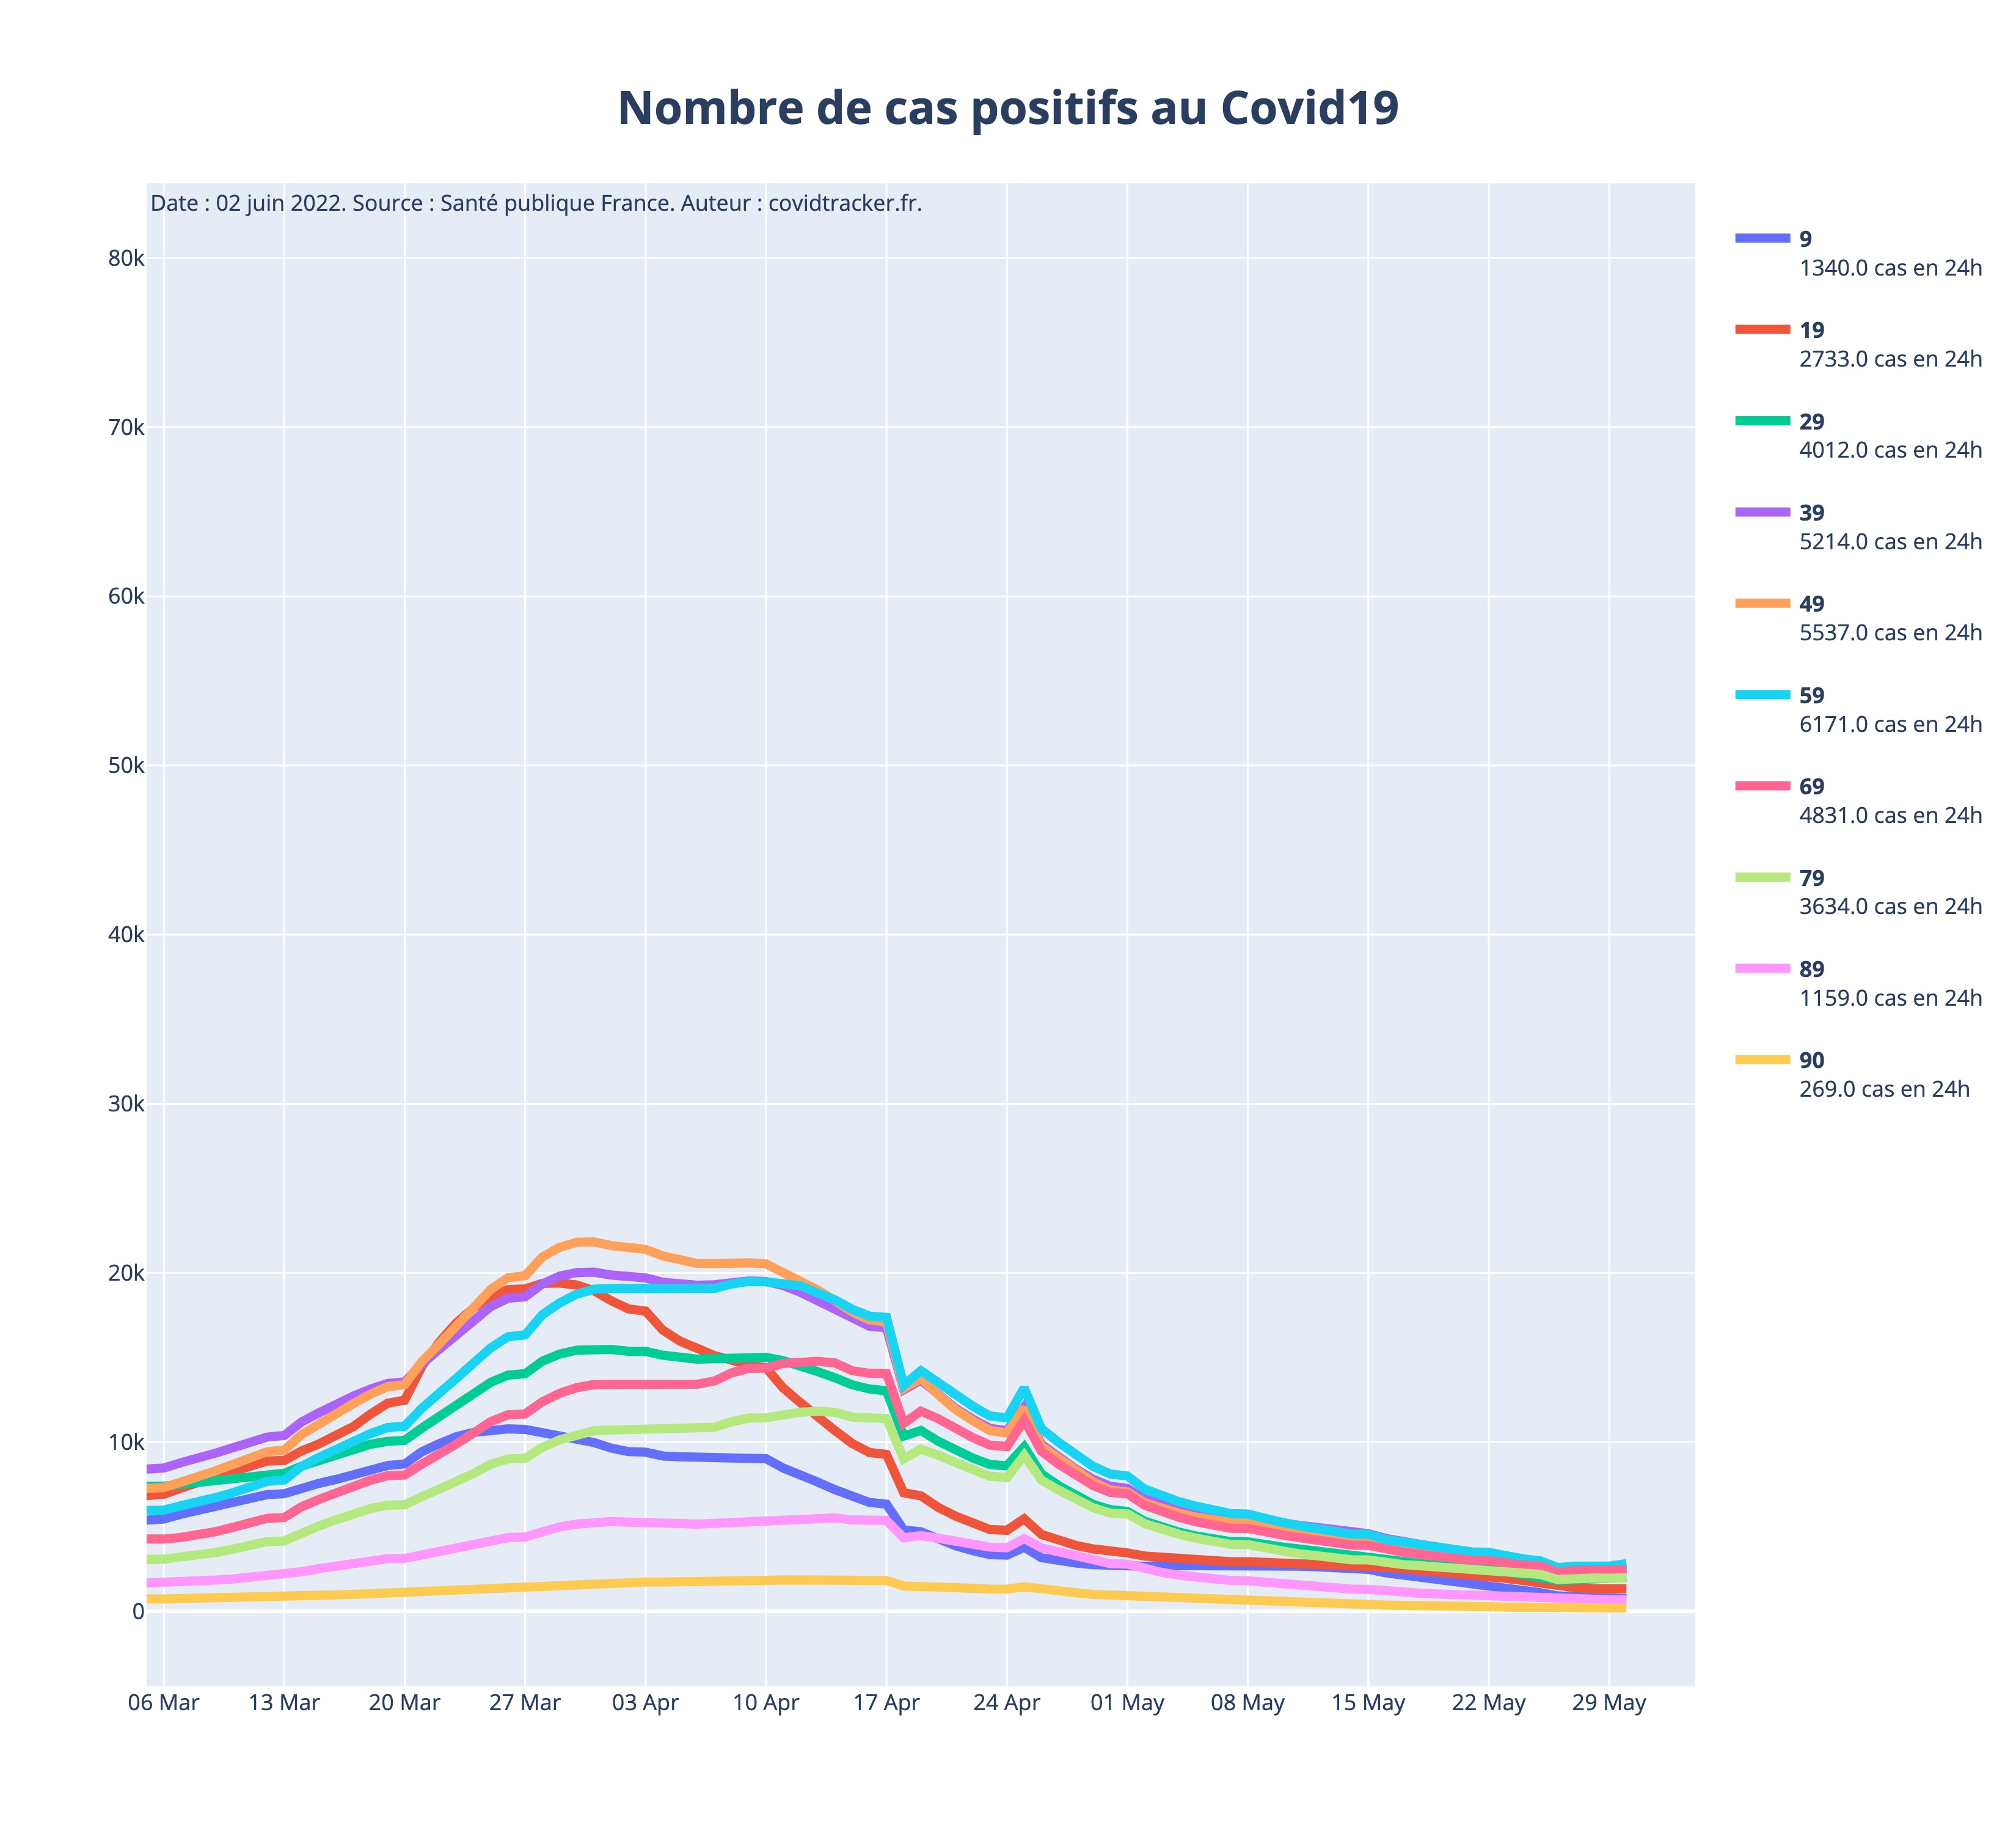 Nombre de cas positifs au Covid19
Date : 02 juin 2022. Source : Santé publique France. Auteur : covidtracker.fr.
80k
70k
60k
50k
40k
30k
20k
10k
0
06 Mar
13 Mar
20 Mar
27 Mar
03 Apr
10 Apr
17 Apr
24 Apr
01 May
08 May
15 May
22 May
29 May
9
1340.0 cas en 24h
19
2733.0 cas en 24h
29
4012.0 cas en 24h
39
5214.0 cas en 24h
49
5537.0 cas en 24h
59
6171.0 cas en 24h
69
4831.0 cas en 24h
79
3634.0 cas en 24h
89
1159.0 cas en 24h
90
269.0 cas en 24h